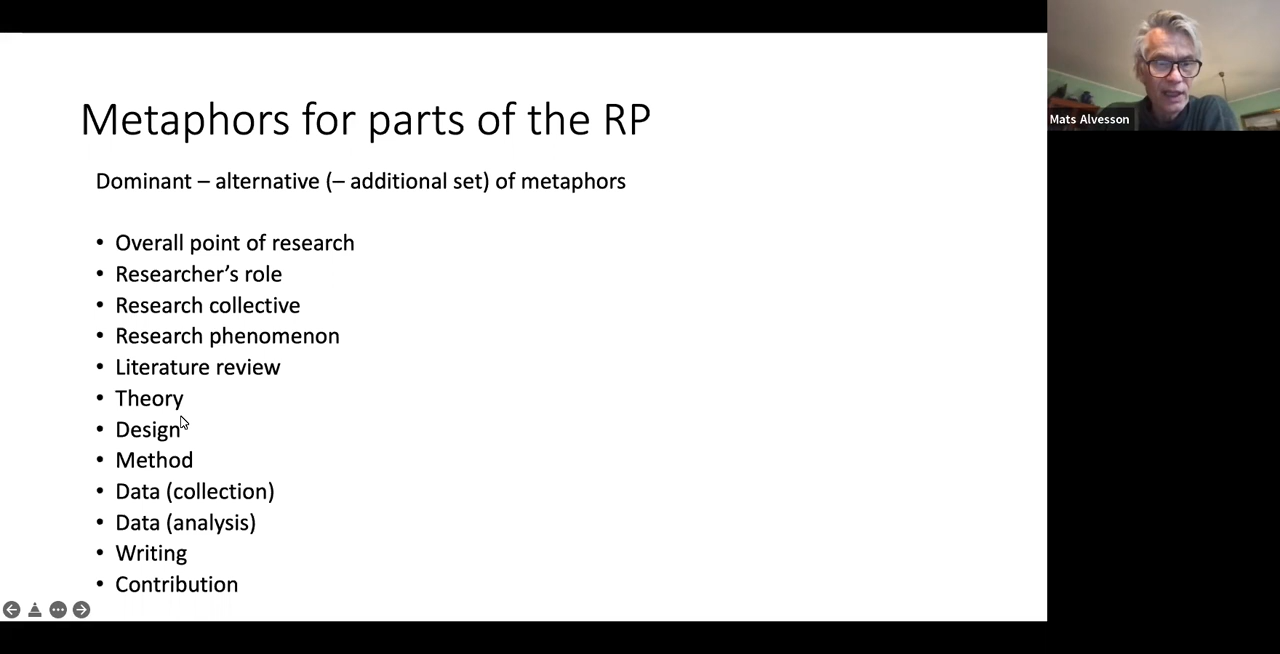 Metaphors for parts of the RP
Dominant – alternative (– additional set) of metaphors
• Overall point of research
• Researcher’s role
• Research collective
• Research phenomenon
• Literature review
• Theory
• Design
• Method
• Data (collection)
• Data (analysis)
• Writing
• Contribution
Mats Alvesson